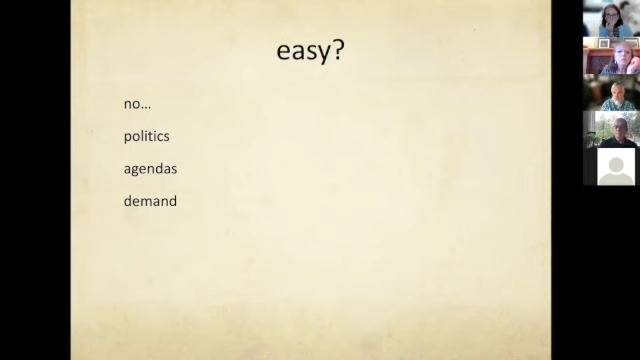 easy?
no…
politics
agendas
demand